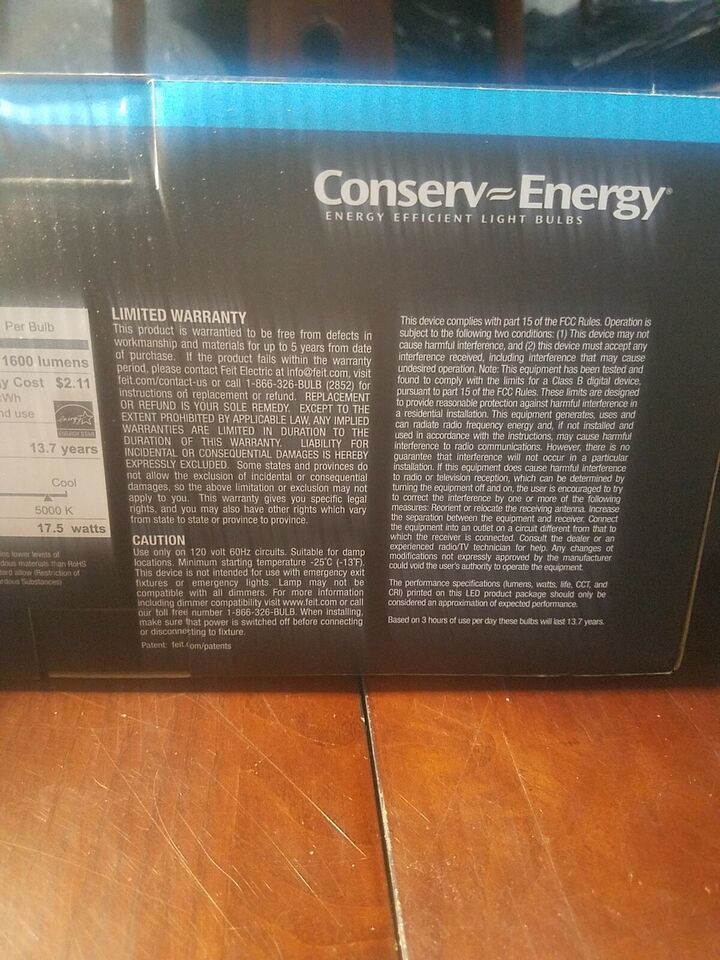 Conserv~Energy®
ENERGY EFFICIENT LIGHT BULBS
Per Bulb
1600 lumens
Cost $2.11
nd use
ENERGY STAR
13.7 years
Cool
5000 K
17.5 watts
lower levels of
materials than RoHS
allow (Restriction of
Substances)
LIMITED WARRANTY
This product is warrantied to be free from defects in
workmanship and materials for up to 5 years from date
of purchase. If the product fails within the warranty
period, please contact Feit Electric at info@feit.com, visit
feit.com/contact-us or call 1-866-326-BULB (2852) for
instructions on replacement or refund. REPLACEMENT
OR REFUND IS YOUR SOLE REMEDY. EXCEPT TO THE
EXTENT PROHIBITED BY APPLICABLE LAW, ANY IMPLIED
WARRANTIES ARE LIMITED IN DURATION TO THE
DURATION OF THIS WARRANTY. LIABILITY FOR
INCIDENTAL OR CONSEQUENTIAL DAMAGES IS HEREBY
EXPRESSLY EXCLUDED. Some states and provinces do
not allow the exclusion of incidental or consequential
damages, so the above limitation or exclusion may not
apply to you. This warranty gives you specific legal
rights, and you may also have other rights which vary
from state to state or province to province.
CAUTION
Use only on 120 volt 60Hz circuits. Suitable for damp
locations. Minimum starting temperature -25°C (-13°F).
This device is not intended for use with emergency exit
fixtures or emergency lights. Lamp may not be
compatible with all dimmers. For more information
including dimmer compatibility visit www.feit.com or call
our toll free number 1-866-326-BULB. When installing,
make sure that power is switched off before connecting
or disconnecting to fixture.
Patent: feit.com/patents
This device complies with part 15 of the FCC Rules. Operation is
subject to the following two conditions: (1) This device may not
cause harmful interference, and (2) this device must accept any
interference received, including interference that may cause
undesired operation. Note: This equipment has been tested and
found to comply with the limits for a Class B digital device,
pursuant to part 15 of the FCC Rules. These limits are designed
to provide reasonable protection against harmful interference in
a residential installation. This equipment generates, uses and
can radiate radio frequency energy and, if not installed and
used in accordance with the instructions, may cause harmful
interference to radio communications. However, there is no
guarantee that interference will not occur in a particular
installation. If this equipment does cause harmful interference
to radio or television reception, which can be determined by
turning the equipment off and on, the user is encouraged to try
to correct the interference by one or more of the following
measures: Reorient or relocate the receiving antenna. Increase
the separation between the equipment and receiver. Connect
the equipment into an outlet on a circuit different from that to
which the receiver is connected. Consult the dealer or an
experienced radio/TV technician for help. Any changes or
modifications not expressly approved by the manufacturer
could void the user's authority to operate the equipment.
The performance specifications (lumens, watts, life, CCT, and
CRI) printed on this LED product package should only be
considered an approximation of expected performance.
Based on 3 hours of use per day these bulbs will last 13.7 years.